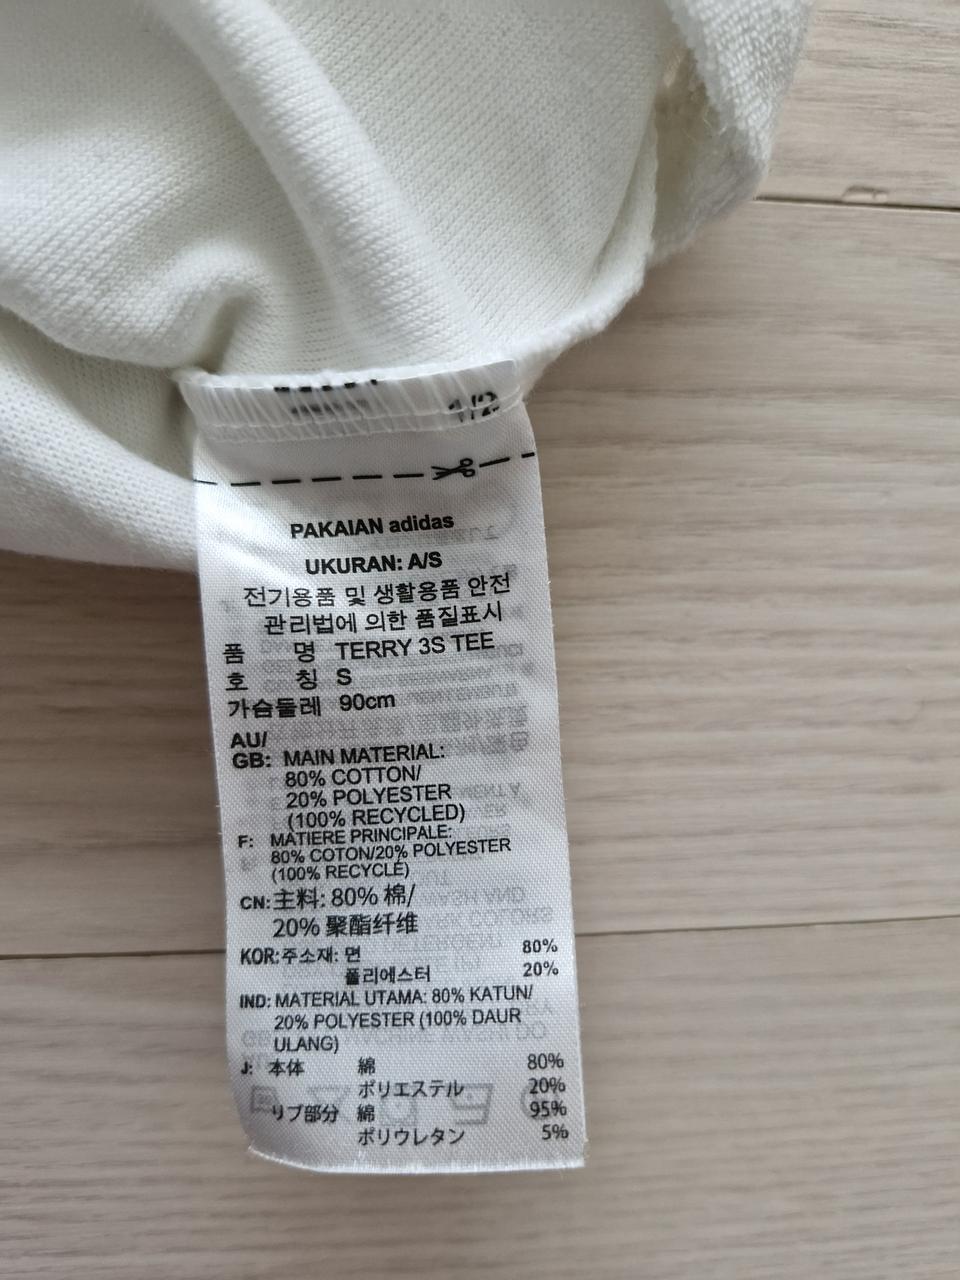 1/2
PAKAIAN adidas
UKURAN: A/S
전기용품 및 생활용품 안전
관리법에 의한 품질표시
품 명 TERRY 3S TEE
호 칭 S
가슴둘레 90cm
AU/
GB: MAIN MATERIAL:
80% COTTON/
20% POLYESTER
(100% RECYCLED)
F: MATIERE PRINCIPALE:
80% COTON/20% POLYESTER
(100% RECYCLÉ)
CN: 主料: 80% 棉/
20% 聚酯纤维
KOR: 주소재: 면 80%
폴리에스터 20%
IND: MATERIAL UTAMA: 80% KATUN/
20% POLYESTER (100% DAUR
ULANG)
J: 本体 綿 80%
ポリエステル 20%
リブ部分 綿 95%
ポリウレタン 5%